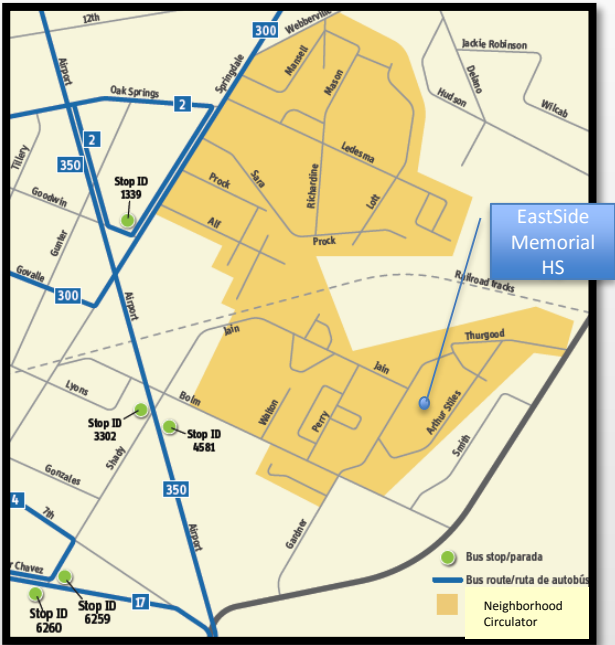 12th
Webberville
300
Jackie Robinson
Airport
Springdale
Mansell
Mason
Delano
Hudson
Wilcab
Oak Springs
2
2
350
Tillery
Ledesma
Stop ID
1339
Goodwin
Prock
Sara
Richardine
Loft
Gunter
Alf
Prock
EastSide
Memorial
HS
Govalle
300
Airport
Railroad Tracks
Jain
Thurgood
Jain
Lyons
Bolm
Walton
Perry
Arthur Stiles
Stop ID
3302
Stop ID
4581
Shady
Smith
Gonzales
350
4
7th
Airport
Gardner
r Chavez
Stop ID
6259
Stop ID
6260
17
Bus stop/parada
Bus route/ruta de autobús
Neighborhood
Circulator